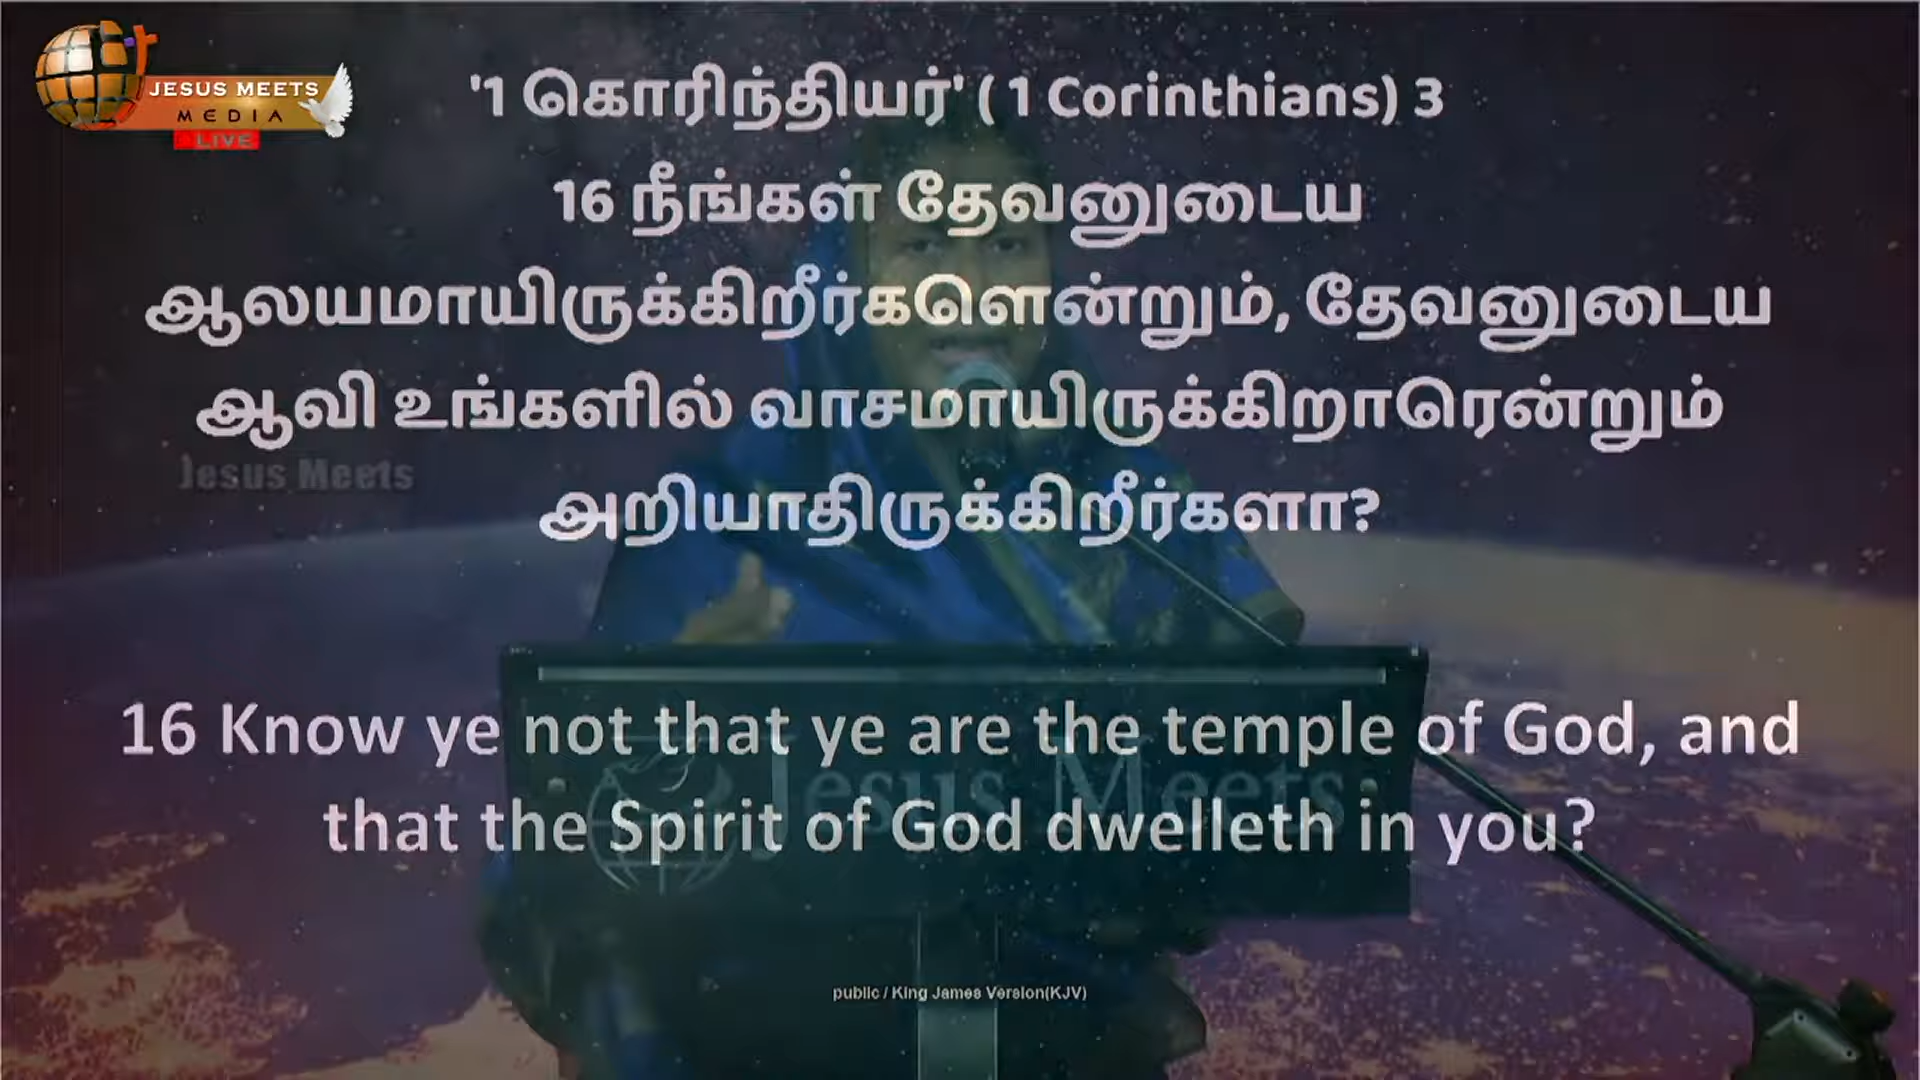 JESUS MEETS
MEDIA
LIVE
'1 கொரிந்தியர்' ( 1 Corinthians) 3
16 நீங்கள் தேவனுடைய
ஆலயமாயிருக்கிறீர்களென்றும், தேவனுடைய
ஆவி உங்களில் வாசமாயிருக்கிறாரென்றும்
Jesus Meets
அறியாதிருக்கிறீர்களா?
16 Know ye not that ye are the temple of God, and
Jesus Meets
that the Spirit of God dwelleth in you?
public / King James Version(KJV)